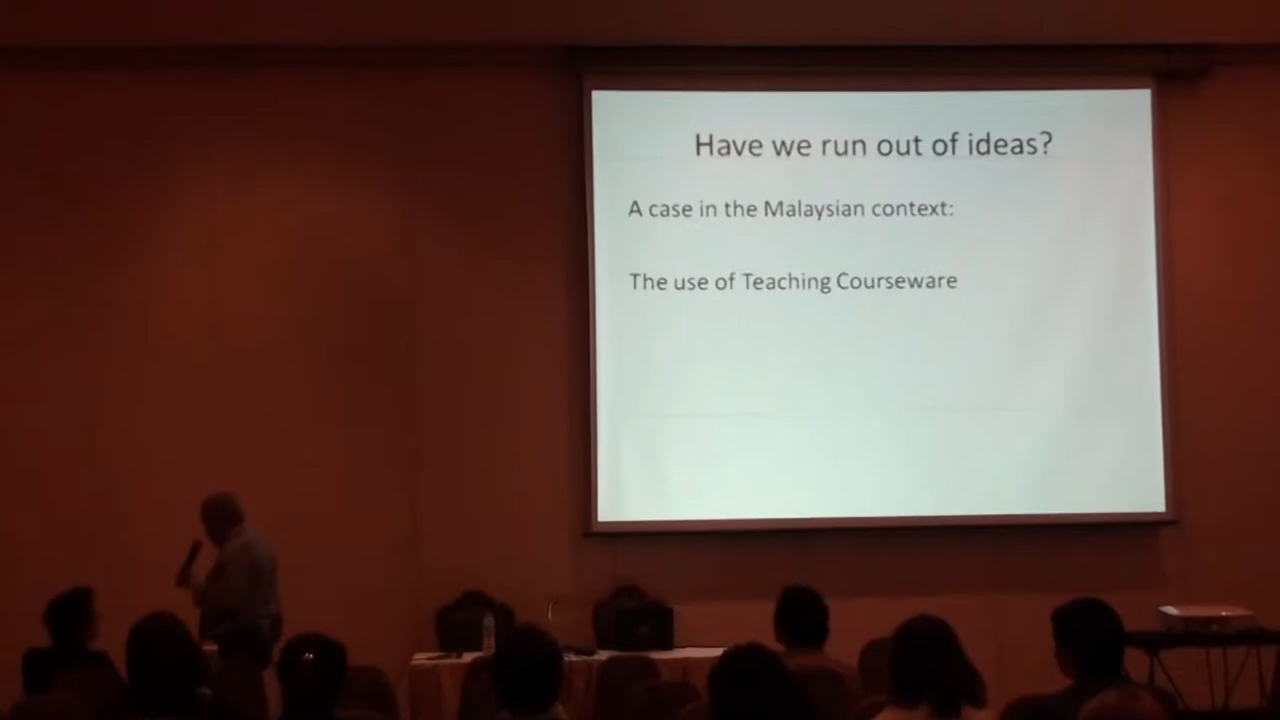 Have we run out of ideas?
A case in the Malaysian context:
The use of Teaching Courseware